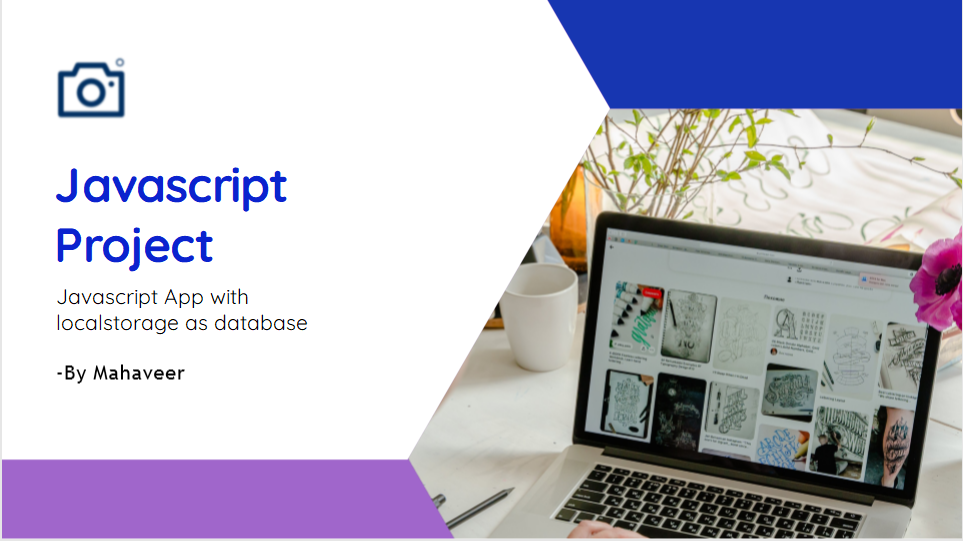 Javascript
Project
Javascript App with
localstorage as database
-By Mahaveer